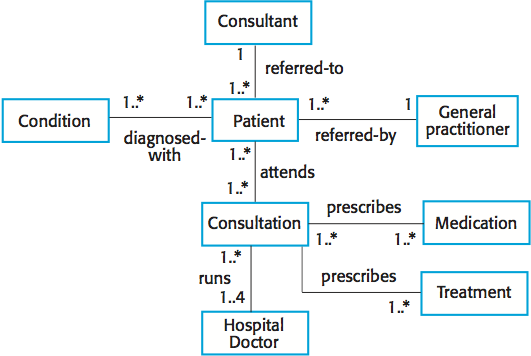 Consultant
1
referred-to
1..*
1..*
1..*
1..*
1
Condition
Patient
General
practitioner
diagnosed-
with
referred-by
1..*
attends
1..*
Consultation
prescribes
Medication
1..*
1..*
1..*
runs
prescribes
Treatment
1..4
1..*
Hospital
Doctor